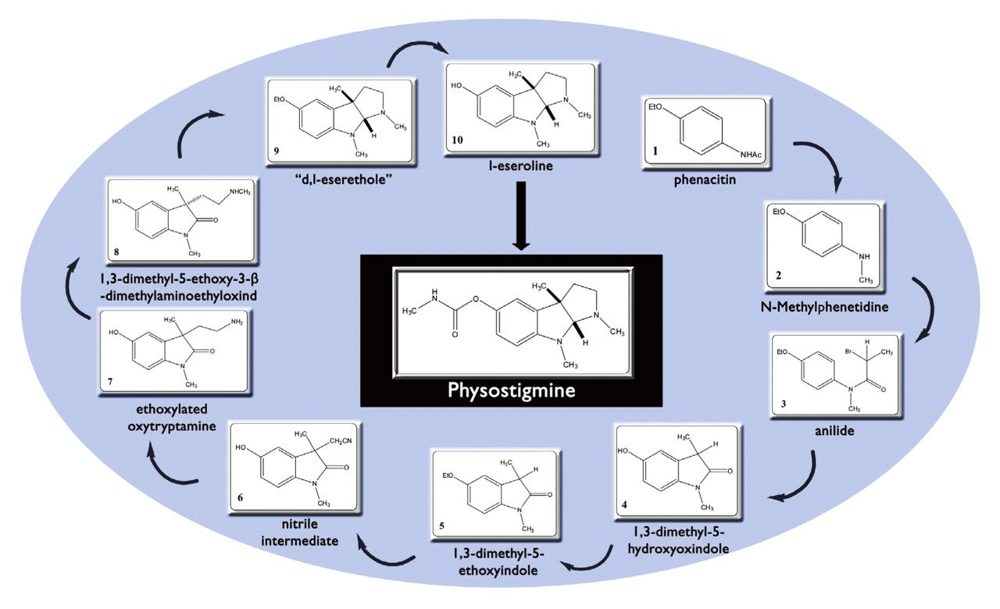 EtO
NHAc
1
phenacitin
EtO
NH
CH₃
2
N-Methylphenetidine
EtO
H
Br
CH₃
N
O
CH₃
3
anilide
H₃C
H
HO
O
N
CH₃
4
1,3-dimethyl-5-
hydroxyoxindole
H₃C
H
EtO
O
N
CH₃
5
1,3-dimethyl-5-
ethoxyindole
H₃C
CH₂CN
HO
O
N
CH₃
6
nitrile
intermediate
H₃C
NH₂
HO
O
N
CH₃
7
ethoxylated
oxytryptamine
H₃C
NHCH₃
HO
O
N
CH₃
8
1,3-dimethyl-5-ethoxy-3-β
-dimethylaminoethyloxind
H₃C
EtO
N
CH₃
N
H
CH₃
9
"d,l-eserethole"
H₃C
HO
N
CH₃
N
H
CH₃
10
l-eseroline
H
N
H₃C
O
O
H₃C
N
CH₃
N
H
CH₃
Physostigmine